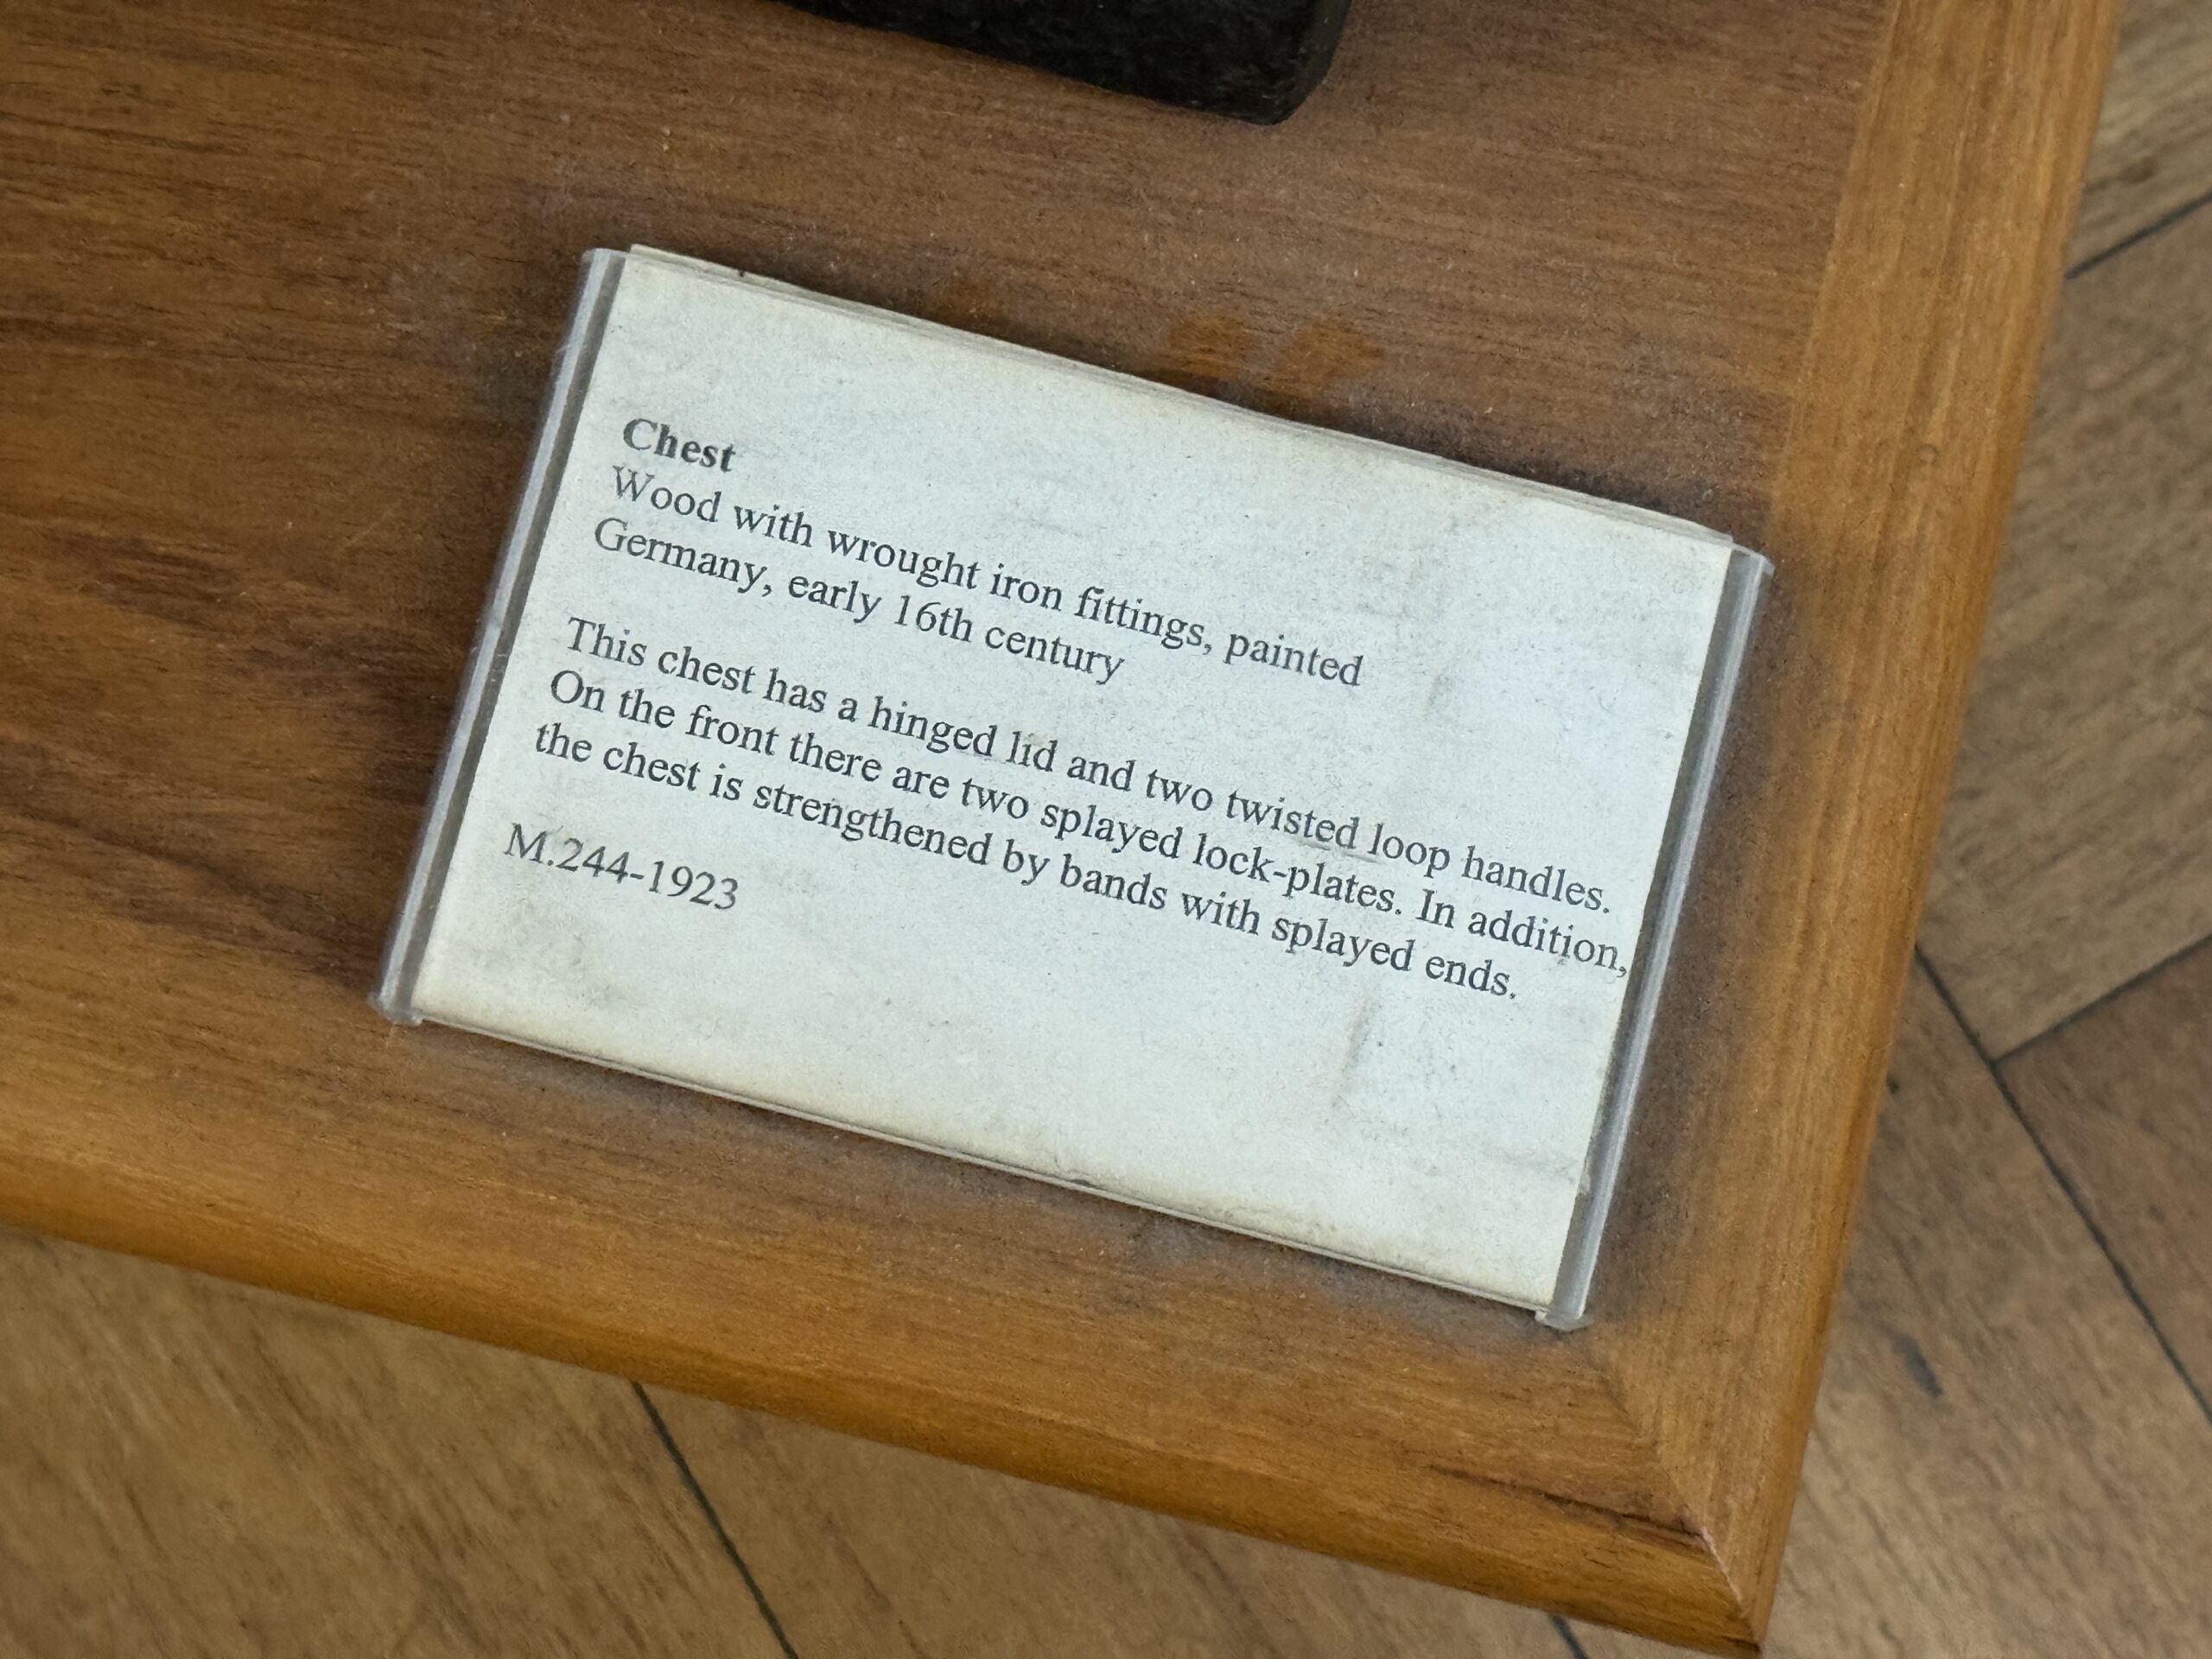 Chest
Wood with wrought iron fittings, painted
Germany, early 16th century
This chest has a hinged lid and two twisted loop handles.
On the front there are two splayed lock-plates. In addition,
the chest is strengthened by bands with splayed ends.
M.244-1923